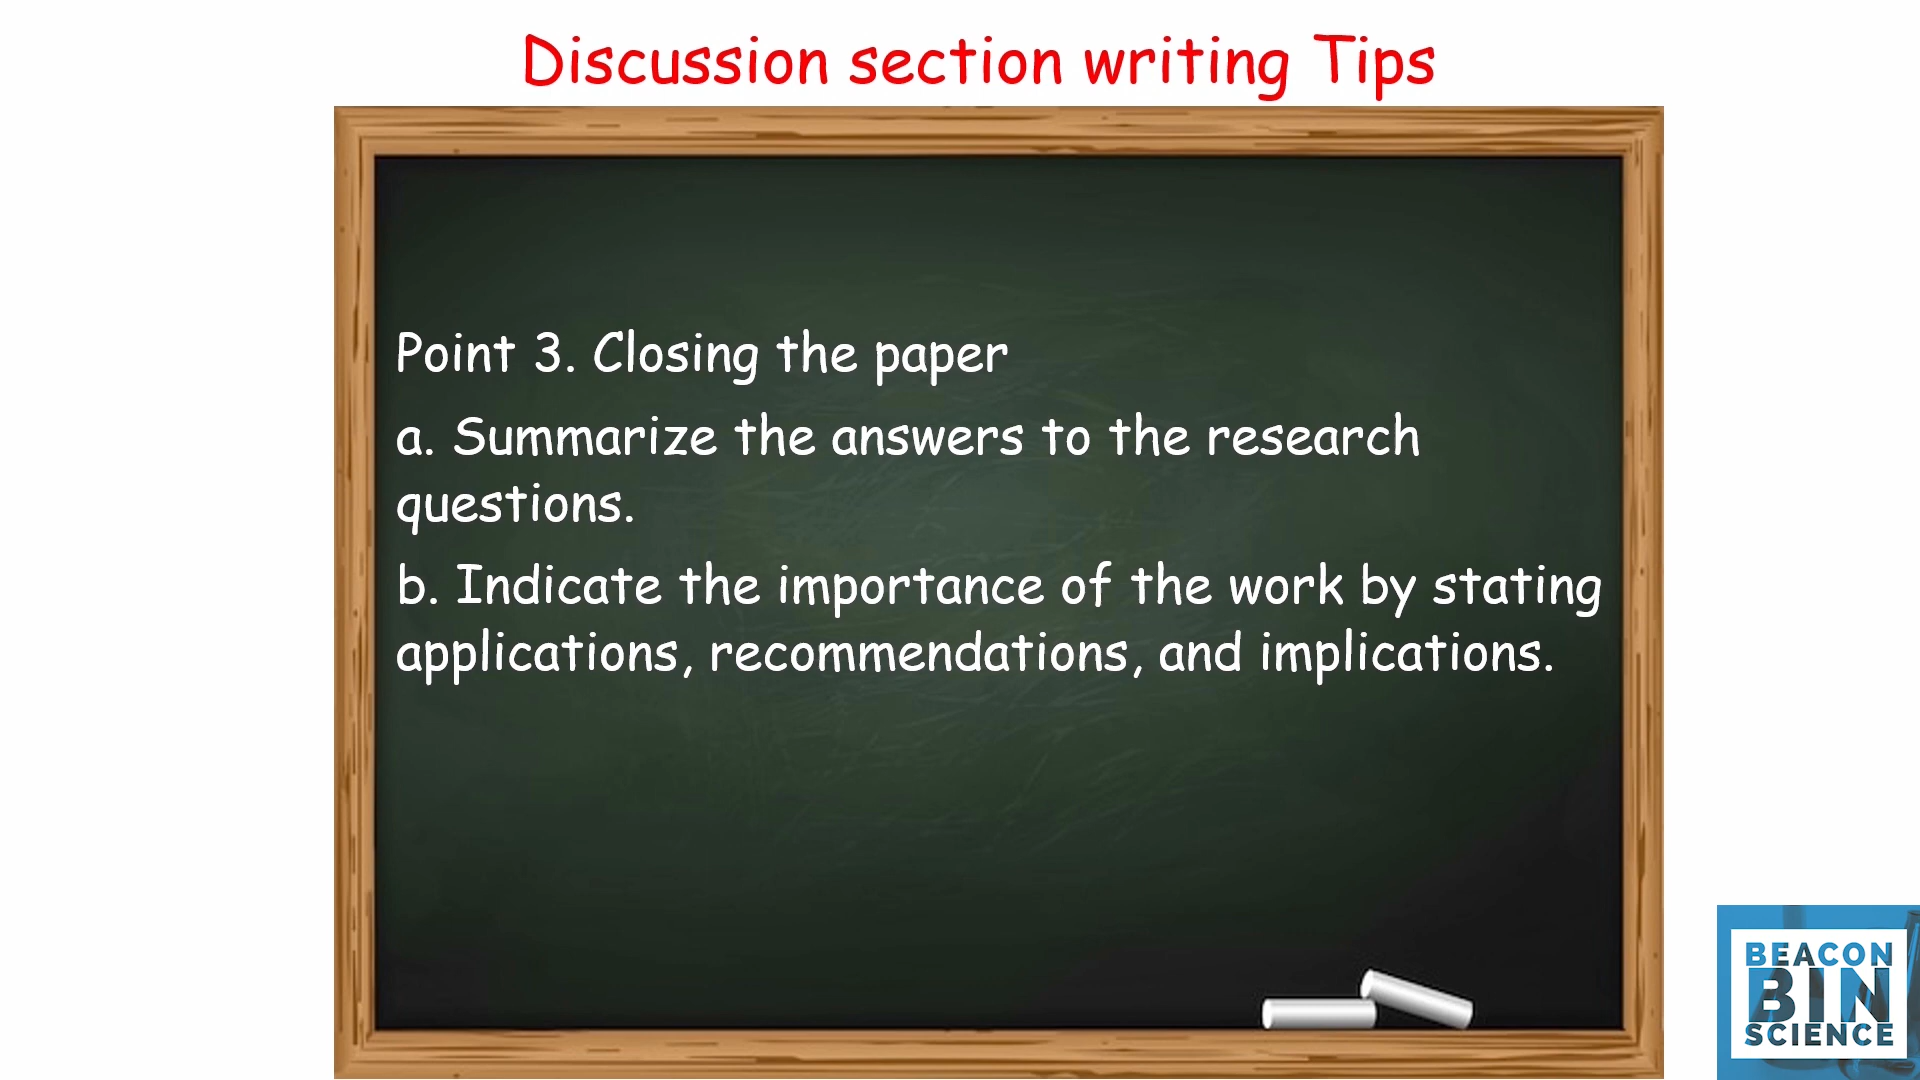 Discussion section writing Tips
Point 3. Closing the paper
a. Summarize the answers to the research
questions.
b. Indicate the importance of the work by stating
applications, recommendations, and implications.
BEACON
BIN
SCIENCE